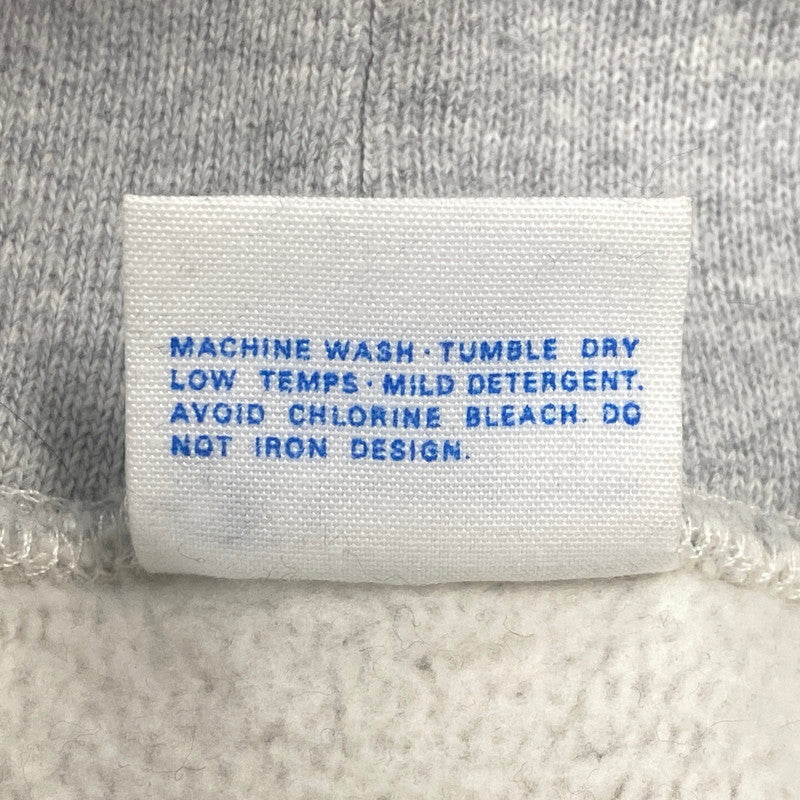 MACHINE WASH · TUMBLE DRY
LOW TEMPS · MILD DETERGENT.
AVOID CHLORINE BLEACH. DO
NOT IRON DESIGN.